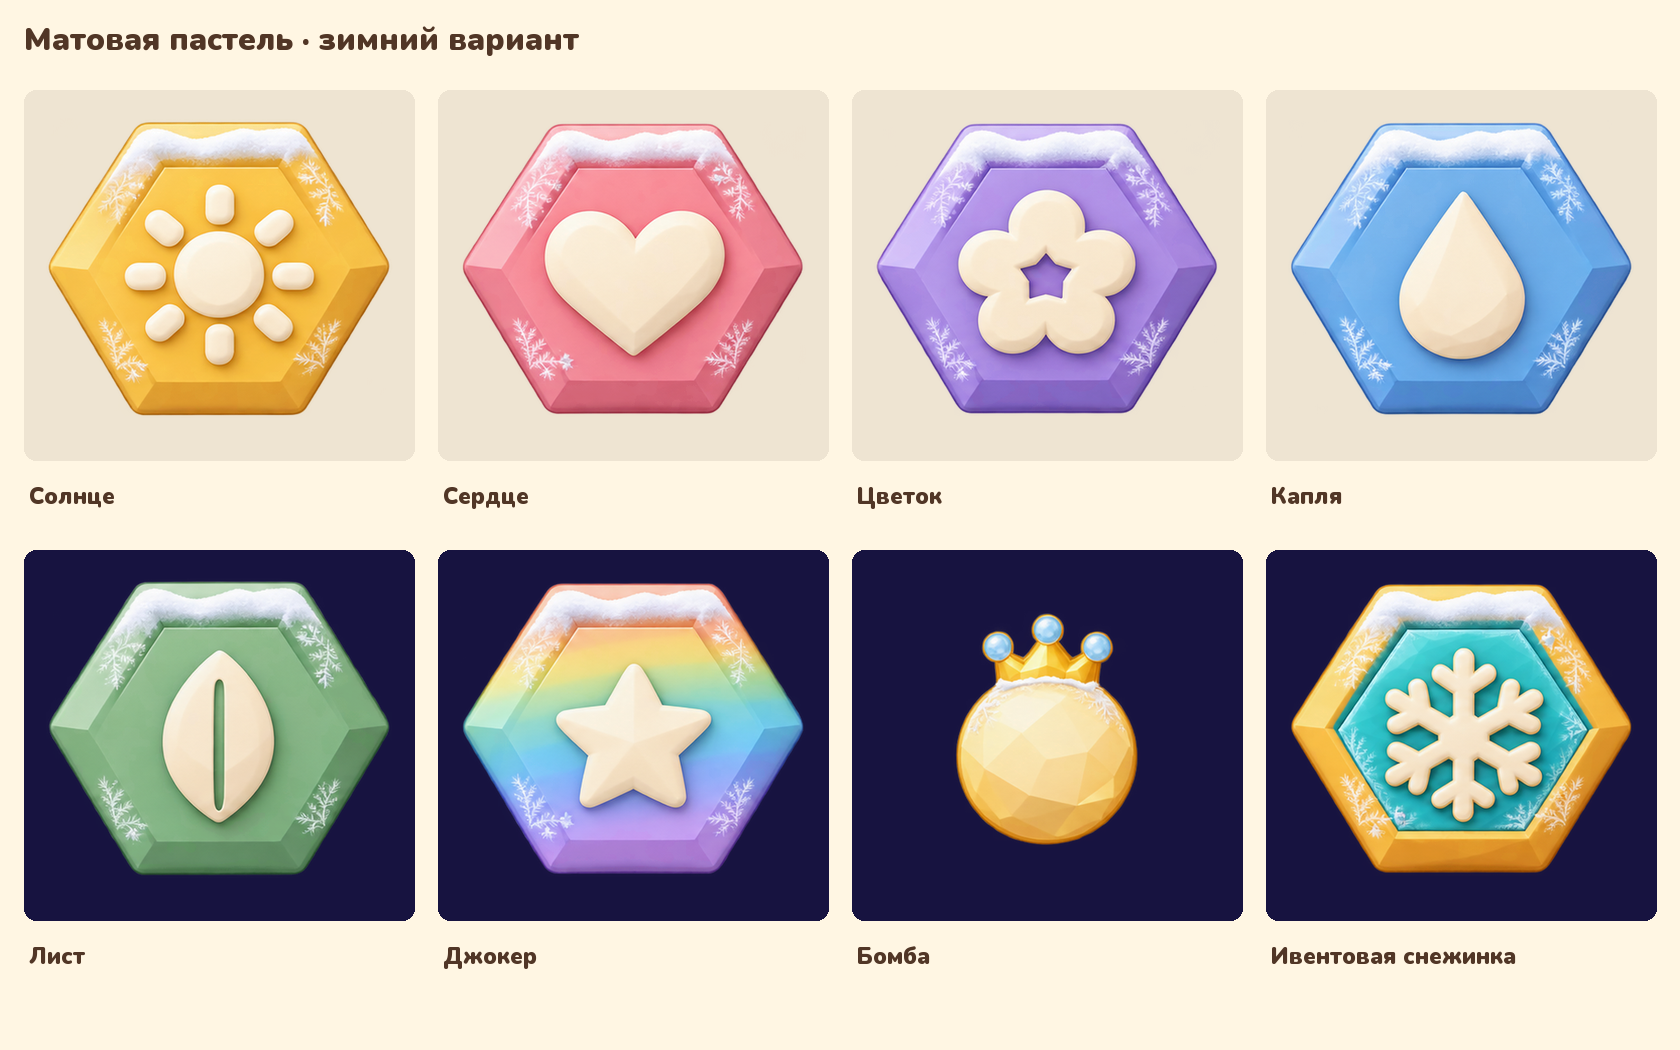 Матовая пастель · зимний вариант
Солнце
Сердце
Цветок
Капля
Лист
Джокер
Бомба
Ивентовая снежинка